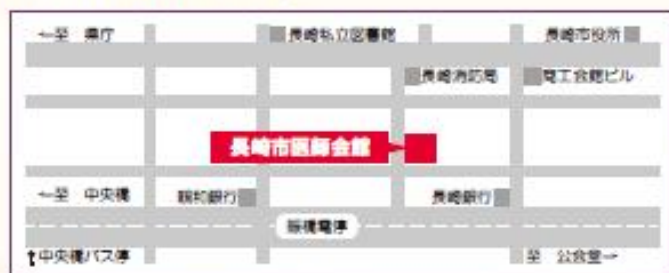 ←至 県庁
長崎私立図書館
長崎市役所
長崎消防局
商工会館ビル
長崎市医師会館
←至 中央橋
親和銀行
長崎銀行
賑橋電停
↑中央橋バス停
至 公会堂→